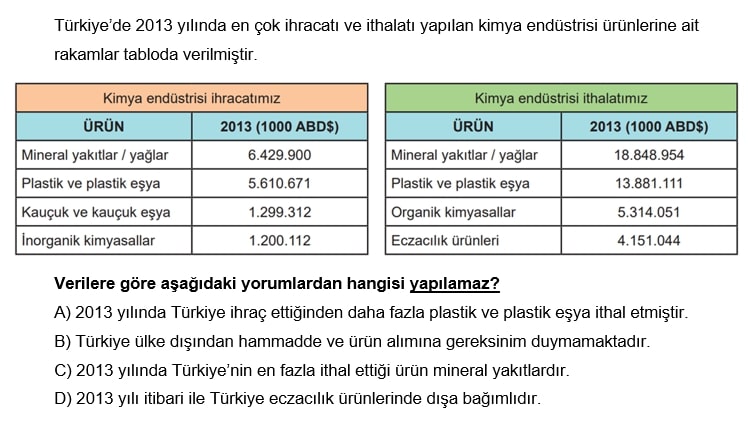 Türkiye’de 2013 yılında en çok ihracatı ve ithalatı yapılan kimya endüstrisi ürünlerine ait
rakamlar tabloda verilmiştir.
Kimya endüstrisi ihracatımız
ÜRÜN 2013 (1000 ABD$)
Mineral yakıtlar / yağlar 6.429.900
Plastik ve plastik eşya 5.610.671
Kauçuk ve kauçuk eşya 1.299.312
İnorganik kimyasallar 1.200.112
Kimya endüstrisi ithalatımız
ÜRÜN 2013 (1000 ABD$)
Mineral yakıtlar / yağlar 18.848.954
Plastik ve plastik eşya 13.881.111
Organik kimyasallar 5.314.051
Eczacılık ürünleri 4.151.044
Verilere göre aşağıdaki yorumlardan hangisi yapılamaz?
A) 2013 yılında Türkiye ihraç ettiğinden daha fazla plastik ve plastik eşya ithal etmiştir.
B) Türkiye ülke dışından hammadde ve ürün alımına gereksinim duymamaktadır.
C) 2013 yılında Türkiye’nin en fazla ithal ettiği ürün mineral yakıtlardır.
D) 2013 yılı itibari ile Türkiye eczacılık ürünlerinde dışa bağımlıdır.